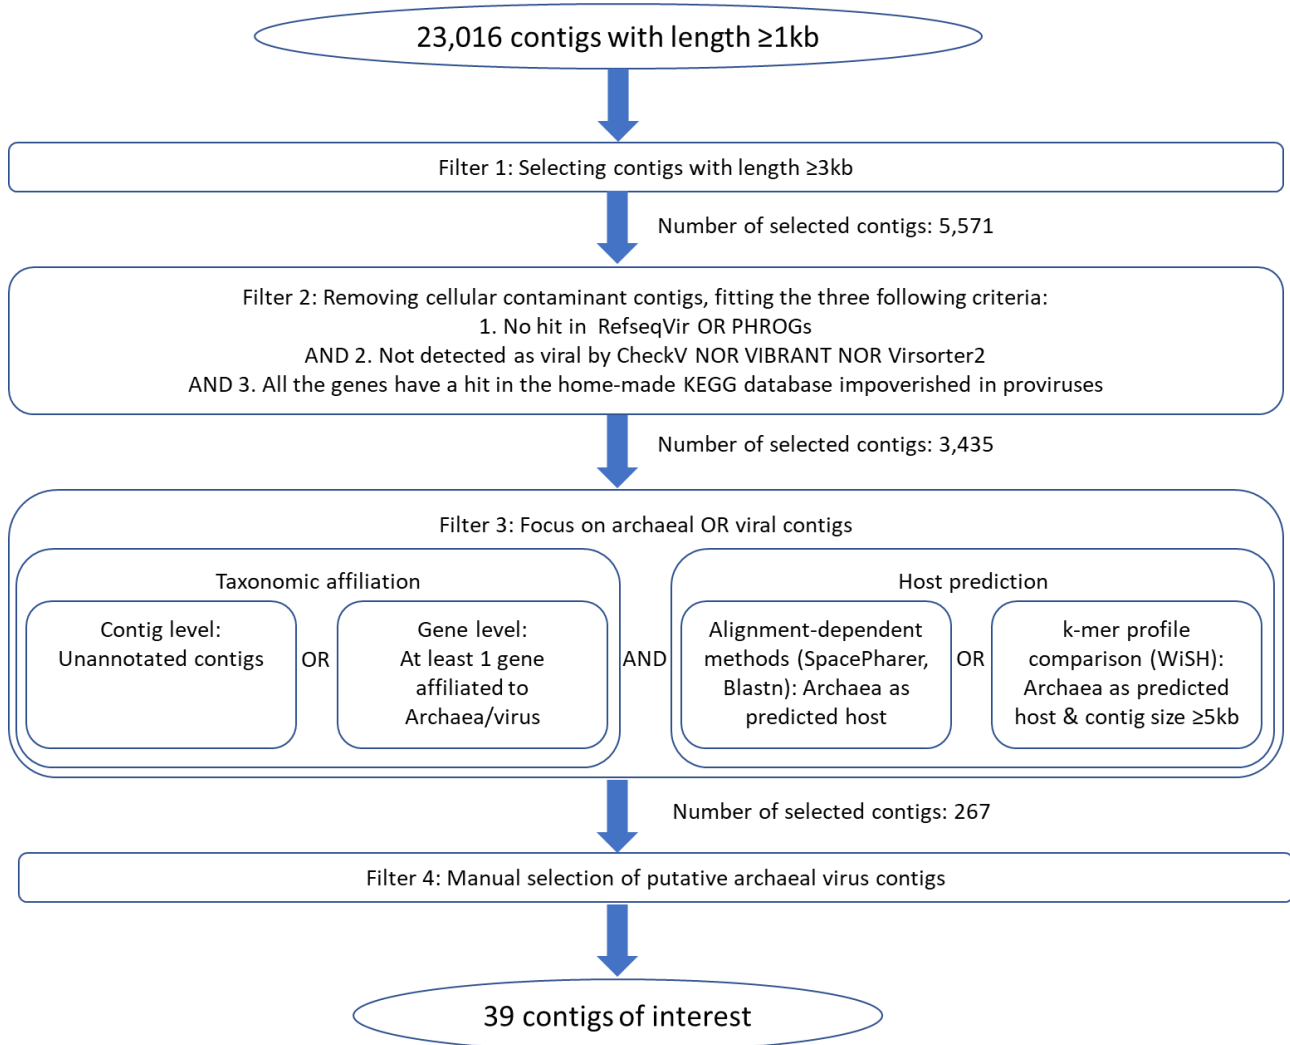 23,016 contigs with length ≥1kb
Filter 1: Selecting contigs with length ≥3kb
Number of selected contigs: 5,571
Filter 2: Removing cellular contaminant contigs, fitting the three following criteria:
1. No hit in RefseqVir OR PHROGs
AND 2. Not detected as viral by CheckV NOR VIBRANT NOR Virsorter2
AND 3. All the genes have a hit in the home-made KEGG database impoverished in proviruses
Number of selected contigs: 3,435
Filter 3: Focus on archaeal OR viral contigs
Taxonomic affiliation
Contig level:
Unannotated contigs
OR
Gene level:
At least 1 gene
affiliated to
Archaea/virus
AND
Host prediction
Alignment-dependent
methods (SpacePharer,
Blastn): Archaea as
predicted host
OR
k-mer profile
comparison (WiSH):
Archaea as predicted
host & contig size ≥5kb
Number of selected contigs: 267
Filter 4: Manual selection of putative archaeal virus contigs
39 contigs of interest